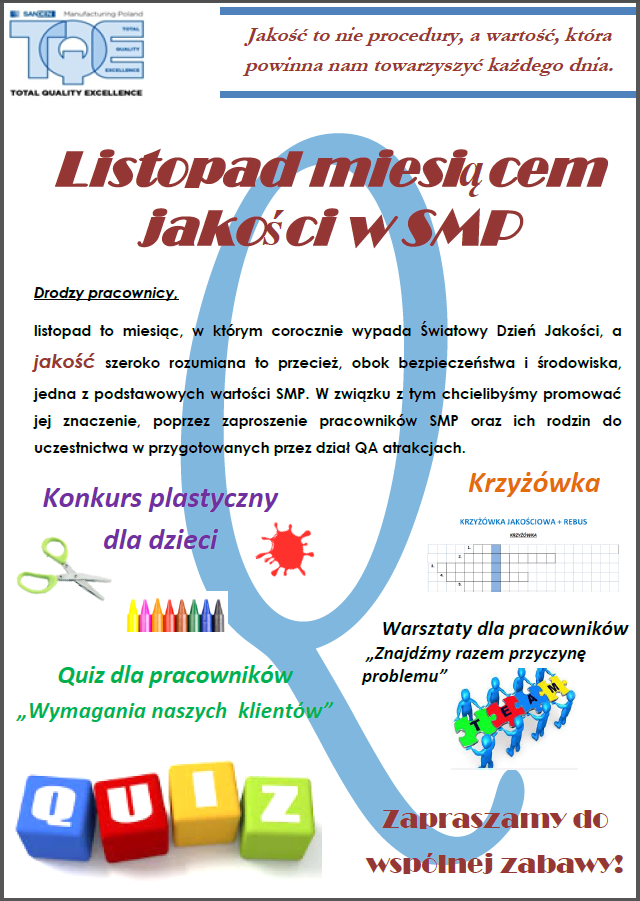 SANDEN Manufacturing Poland
TQE
TOTAL
QUALITY
EXCELLENCE
TOTAL QUALITY EXCELLENCE
Jakość to nie procedury, a wartość, która
powinna nam towarzyszyć każdego dnia.
Listopad miesiącem
jakości w SMP
Drodzy pracownicy,
listopad to miesiąc, w którym corocznie wypada Światowy Dzień Jakości, a
jakość szeroko rozumiana to przecież, obok bezpieczeństwa i środowiska,
jedna z podstawowych wartości SMP. W związku z tym chcielibyśmy promować
jej znaczenie, poprzez zaproszenie pracowników SMP oraz ich rodzin do
uczestnictwa w przygotowanych przez dział QA atrakcjach.
Konkurs plastyczny
dla dzieci
Krzyżówka
KRZYŻÓWKA JAKOŚCIOWA + REBUS
KRZYŻÓWKA
1.
2.
3.
4.
5.
Warsztaty dla pracowników
„Znajdźmy razem przyczynę
problemu”
TEAM
Quiz dla pracowników
„Wymagania naszych klientów”
QUIZ
Zapraszamy do
wspólnej zabawy!